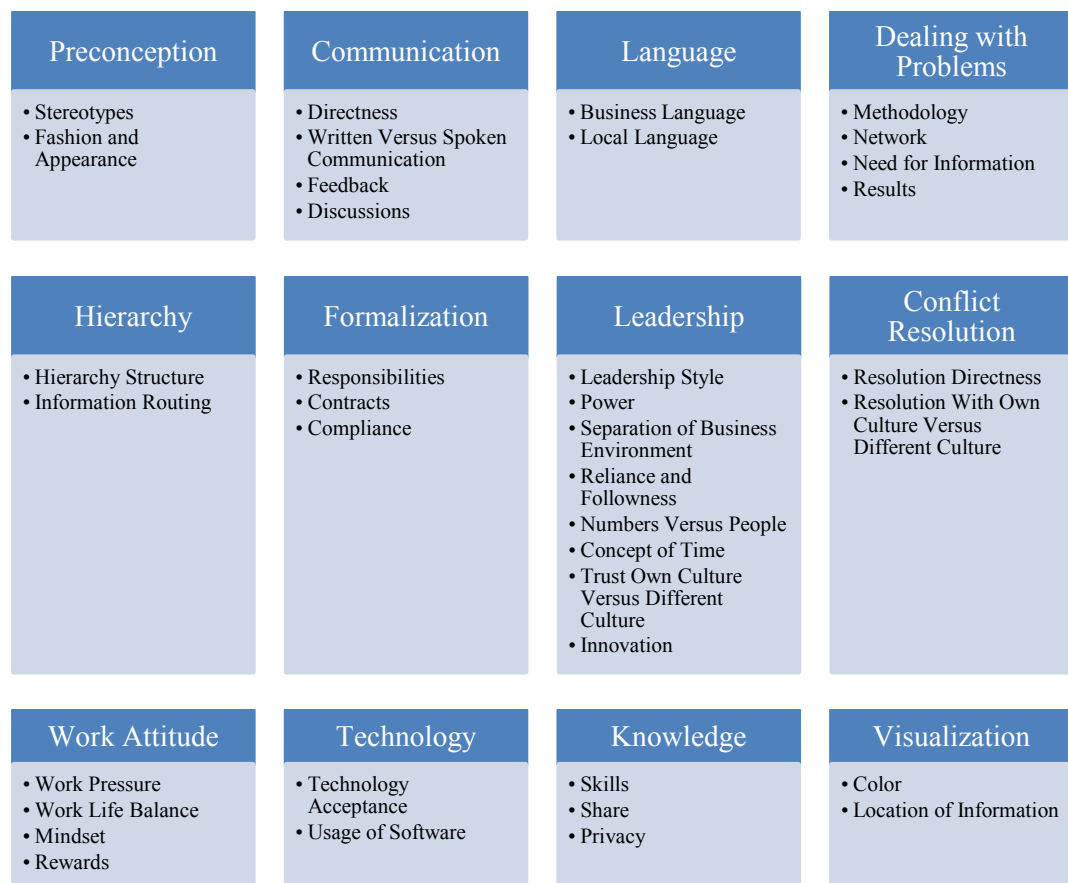 Preconception
• Stereotypes
• Fashion and
Appearance
Communication
• Directness
• Written Versus Spoken
Communication
• Feedback
• Discussions
Language
• Business Language
• Local Language
Dealing with
Problems
• Methodology
• Network
• Need for Information
• Results
Hierarchy
• Hierarchy Structure
• Information Routing
Formalization
• Responsibilities
• Contracts
• Compliance
Leadership
• Leadership Style
• Power
• Separation of Business
Environment
• Reliance and
Followness
• Numbers Versus People
• Concept of Time
• Trust Own Culture
Versus Different
Culture
• Innovation
Conflict
Resolution
• Resolution Directness
• Resolution With Own
Culture Versus
Different Culture
Work Attitude
• Work Pressure
• Work Life Balance
• Mindset
• Rewards
Technology
• Technology
Acceptance
• Usage of Software
Knowledge
• Skills
• Share
• Privacy
Visualization
• Color
• Location of Information